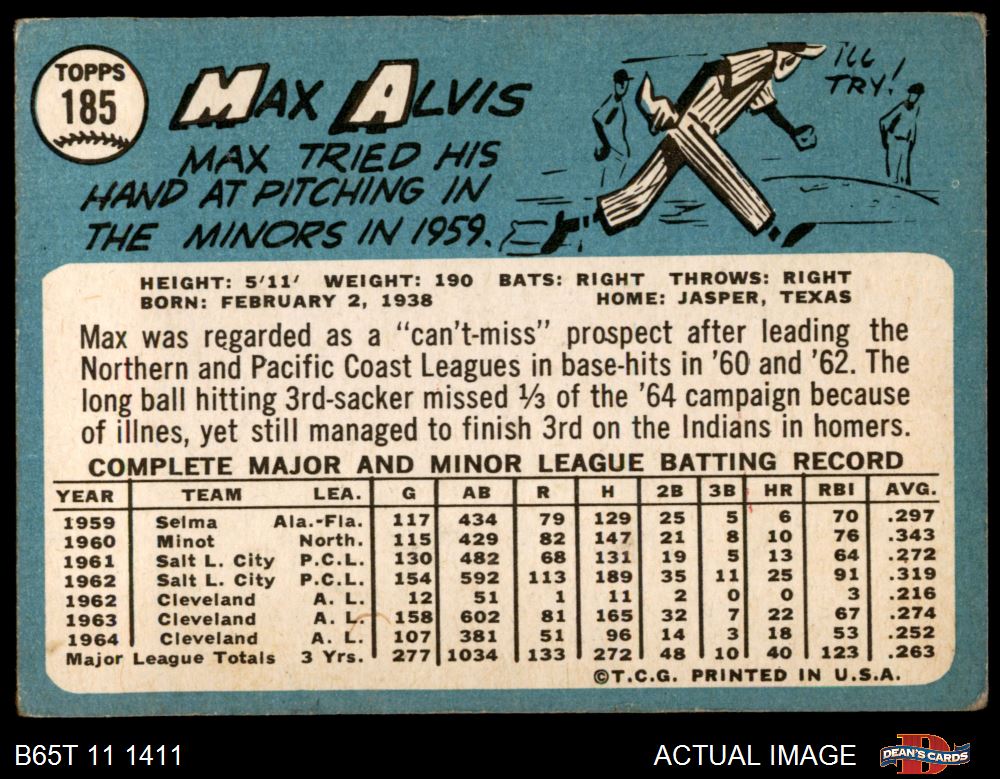 TOPPS
185
MAX ALVIS
MAX TRIED HIS
HAND AT PITCHING IN
THE MINORS IN 1959.
I'LL
TRY!
HEIGHT: 5'11' WEIGHT: 190 BATS: RIGHT THROWS: RIGHT
BORN: FEBRUARY 2, 1938 HOME: JASPER, TEXAS
Max was regarded as a "can't-miss" prospect after leading the
Northern and Pacific Coast Leagues in base-hits in '60 and '62. The
long ball hitting 3rd-sacker missed ⅓ of the '64 campaign because
of illnes, yet still managed to finish 3rd on the Indians in homers.
COMPLETE MAJOR AND MINOR LEAGUE BATTING RECORD
YEAR TEAM LEA. G AB R H 2B 3B HR RBI AVG.
1959 Selma Ala.-Fla. 117 434 79 129 25 5 6 70 .297
1960 Minot North. 115 429 82 147 21 8 10 76 .343
1961 Salt L. City P.C.L. 130 482 68 131 19 5 13 64 .272
1962 Salt L. City P.C.L. 154 592 113 189 35 11 25 91 .319
1962 Cleveland A. L. 12 51 1 11 2 0 0 3 .216
1963 Cleveland A. L. 158 602 81 165 32 7 22 67 .274
1964 Cleveland A. L. 107 381 51 96 14 3 18 53 .252
Major League Totals 3 Yrs. 277 1034 133 272 48 10 40 123 .263
©T.C.G. PRINTED IN U.S.A.
B65T 11 1411
ACTUAL IMAGE
DEAN'S CARDS